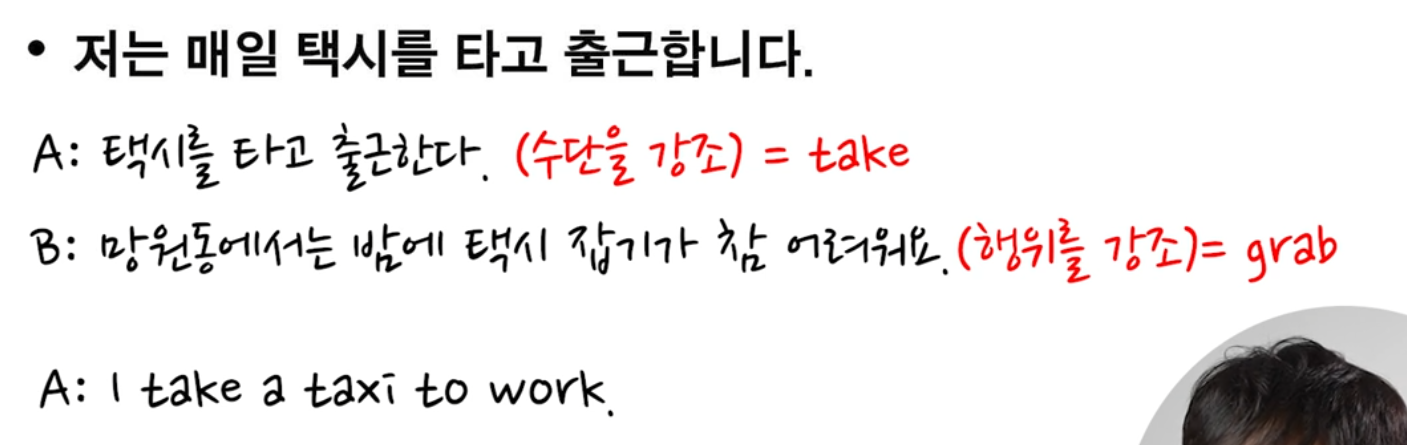 • 저는 매일 택시를 타고 출근합니다.
A: 택시를 타고 출근한다. (수단을 강조) = take
B: 망원동에서는 밤에 택시 잡기가 참 어려워요. (행위를 강조)= grab
A: I take a taxi to work.